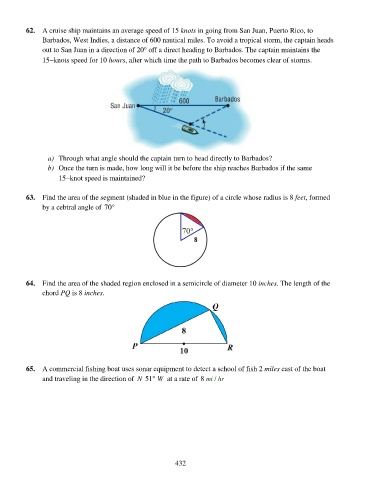 62. A cruise ship maintains an average speed of 15 knots in going from San Juan, Puerto Rico, to
Barbados, West Indies, a distance of 600 nautical miles. To avoid a tropical storm, the captain heads
out to San Juan in a direction of 20° off a direct heading to Barbados. The captain maintains the
15–knots speed for 10 hours, after which time the path to Barbados becomes clear of storms.
San Juan
600
Barbados
20°
a) Through what angle should the captain turn to head directly to Barbados?
b) Once the turn is made, how long will it be before the ship reaches Barbados if the same
15–knot speed is maintained?
63. Find the area of the segment (shaded in blue in the figure) of a circle whose radius is 8 feet, formed
by a cebtral angle of 70°
70°
8
64. Find the area of the shaded region enclosed in a semicircle of diameter 10 inches. The length of the
chord PQ is 8 inches.
Q
8
P
10
R
65. A commercial fishing boat uses sonar equipment to detect a school of fish 2 miles east of the boat
and traveling in the direction of N 51° W at a rate of 8 mi / hr
432